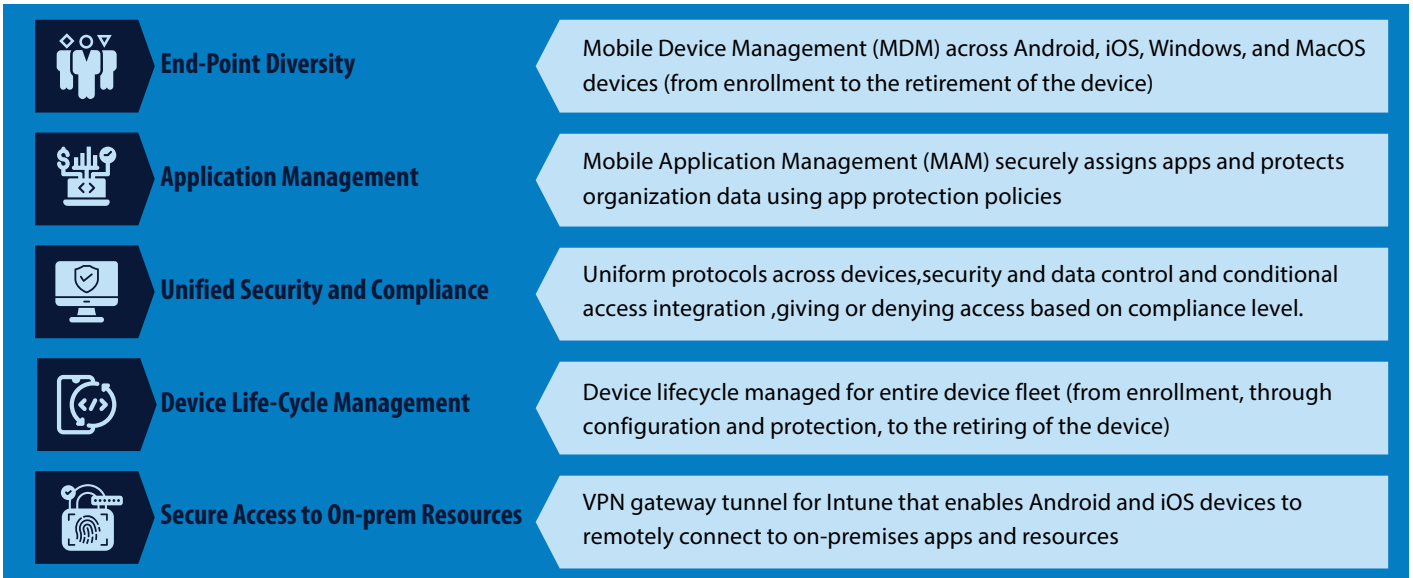 End-Point Diversity
Mobile Device Management (MDM) across Android, iOS, Windows, and MacOS
devices (from enrollment to the retirement of the device)
Application Management
Mobile Application Management (MAM) securely assigns apps and protects
organization data using app protection policies
Unified Security and Compliance
Uniform protocols across devices,security and data control and conditional
access integration ,giving or denying access based on compliance level.
Device Life-Cycle Management
Device lifecycle managed for entire device fleet (from enrollment, through
configuration and protection, to the retiring of the device)
Secure Access to On-prem Resources
VPN gateway tunnel for Intune that enables Android and iOS devices to
remotely connect to on-premises apps and resources